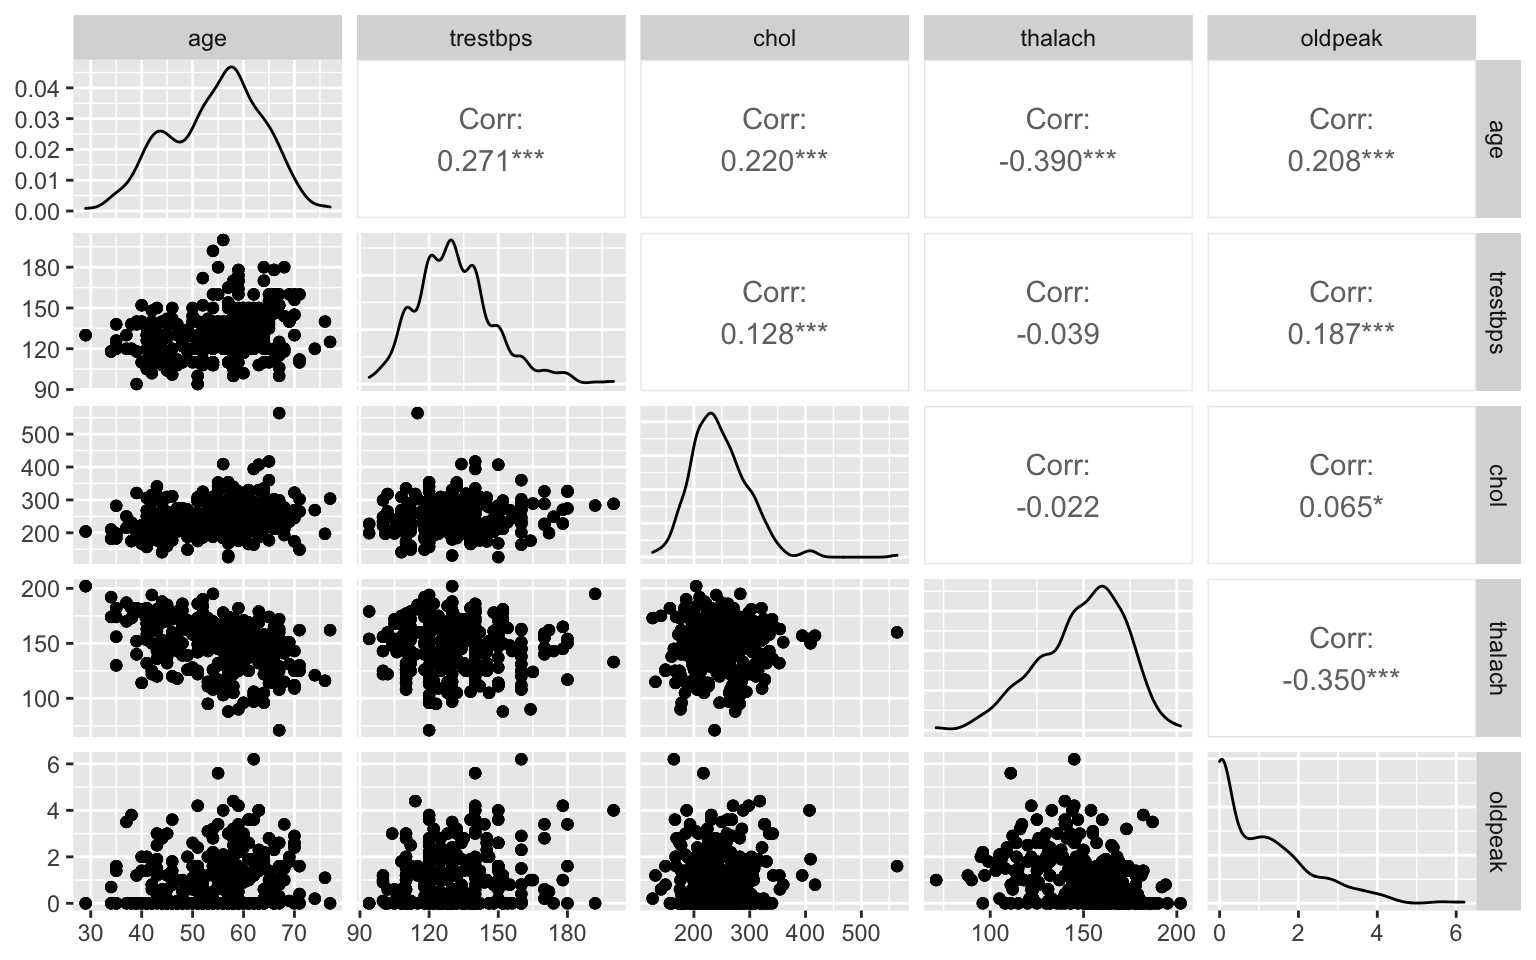 age trestbps chol thalach oldpeak
0.04
0.03
0.02
0.01
0.00
Corr:
0.271***
Corr:
0.220***
Corr:
-0.390***
Corr:
0.208***
age
180
150
120
90
Corr:
0.128***
Corr:
-0.039
Corr:
0.187***
trestbps
500
400
300
200
Corr:
-0.022
Corr:
0.065*
chol
200
150
100
Corr:
-0.350***
thalach
6
4
2
0
oldpeak
30 40 50 60 70 90 120 150 180 200 300 400 500 100 150 200 0 2 4 6